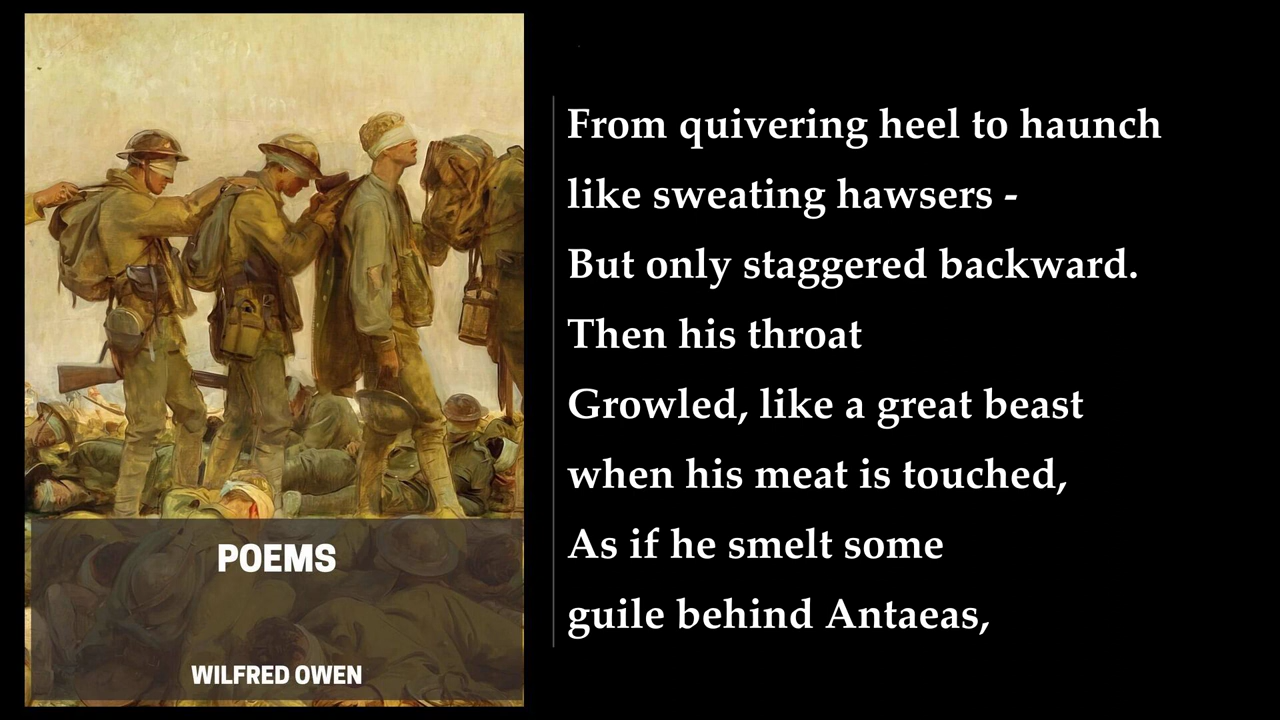 POEMS
WILFRED OWEN
From quivering heel to haunch
like sweating hawsers -
But only staggered backward.
Then his throat
Growled, like a great beast
when his meat is touched,
As if he smelt some
guile behind Antaeas,